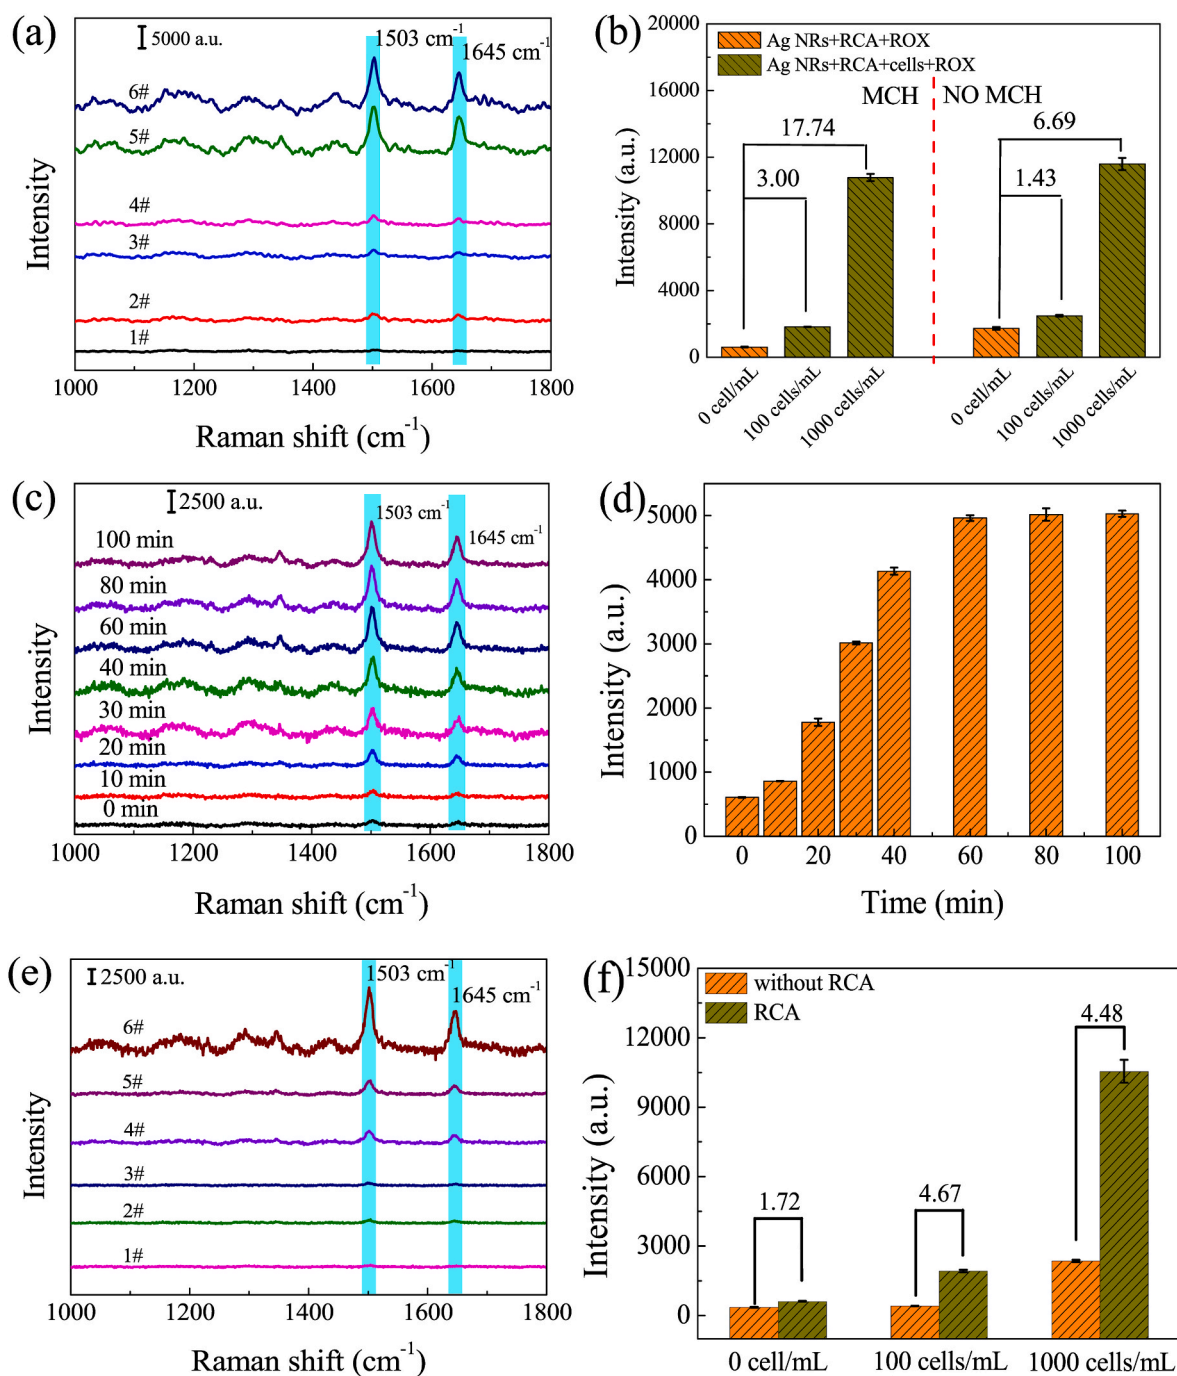 (a)
5000 a.u.
1503 cm-1
1645 cm-1
6#
5#
4#
3#
2#
1#
Intensity
1000 1200 1400 1600 1800
Raman shift (cm-1)
(b)
Ag NRs+RCA+ROX
Ag NRs+RCA+cells+ROX
MCH NO MCH
17.74
3.00
6.69
1.43
20000
16000
12000
8000
4000
0
Intensity (a.u.)
0 cell/mL
100 cells/mL
1000 cells/mL
0 cell/mL
100 cells/mL
1000 cells/mL
(c)
2500 a.u.
1503 cm-1
1645 cm-1
100 min
80 min
60 min
40 min
30 min
20 min
10 min
0 min
Intensity
1000 1200 1400 1600 1800
Raman shift (cm-1)
(d)
5000
4000
3000
2000
1000
0
Intensity (a.u.)
0 20 40 60 80 100
Time (min)
(e)
2500 a.u.
1503 cm-1
1645 cm-1
6#
5#
4#
3#
2#
1#
Intensity
1000 1200 1400 1600 1800
Raman shift (cm-1)
(f)
without RCA
RCA
1.72
4.67
4.48
15000
12000
9000
6000
3000
0
Intensity (a.u.)
0 cell/mL 100 cells/mL 1000 cells/mL